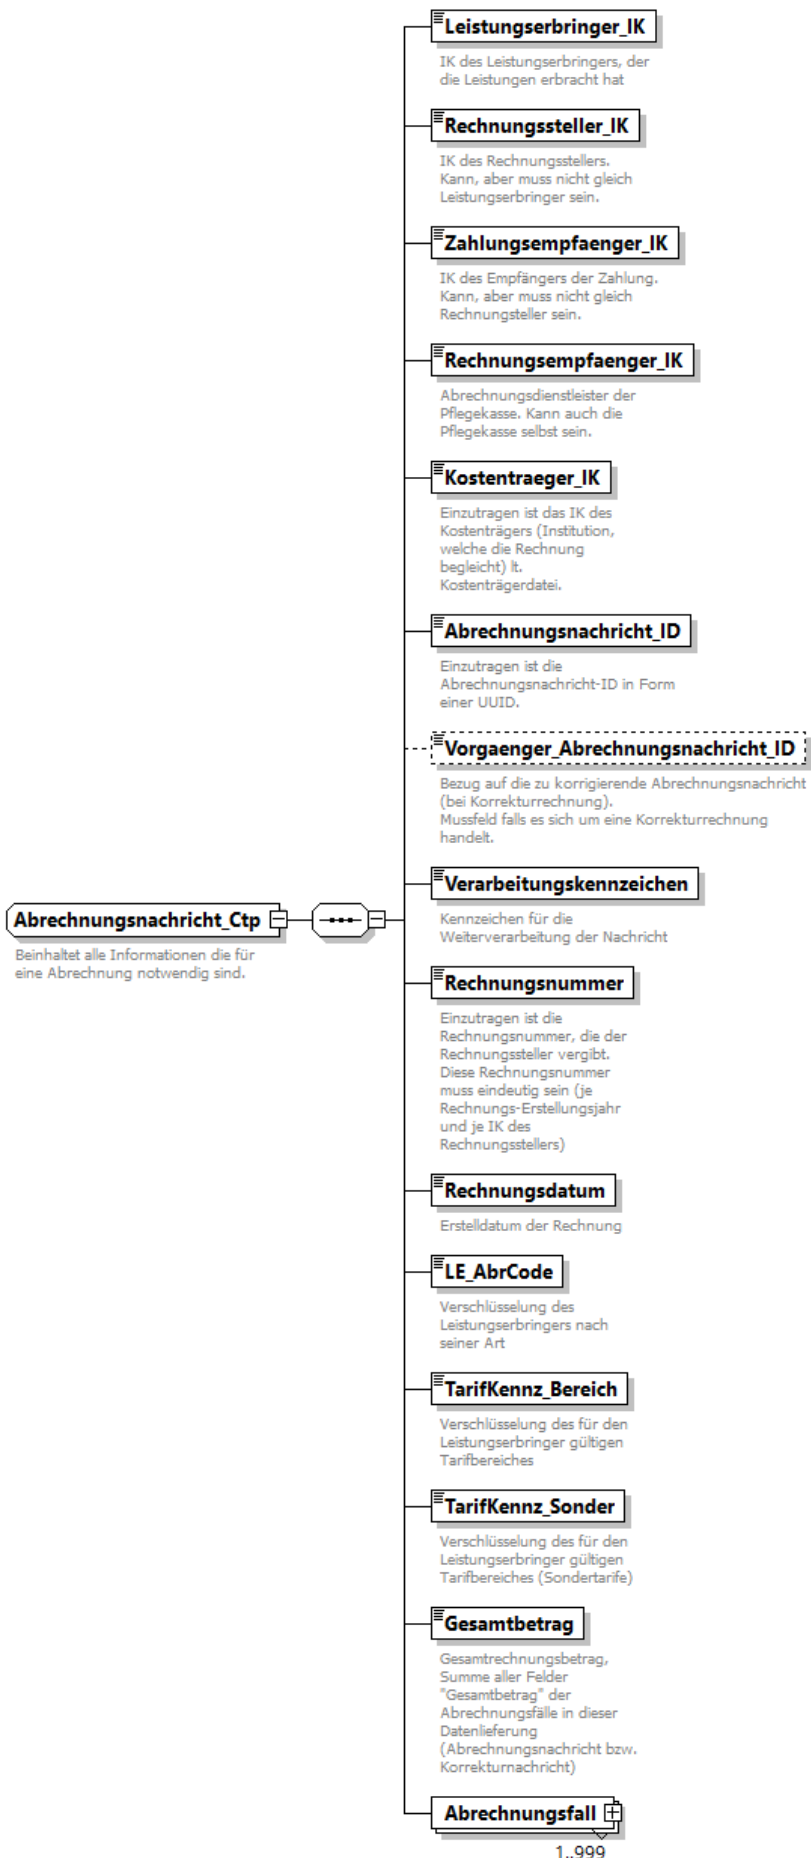 Leistungserbringer_IK
IK des Leistungserbringers, der
die Leistungen erbracht hat
Rechnungssteller_IK
IK des Rechnungsstellers.
Kann, aber muss nicht gleich
Leistungserbringer sein.
Zahlungsempfaenger_IK
IK des Empfängers der Zahlung.
Kann, aber muss nicht gleich
Rechnungsteller sein.
Rechnungsempfaenger_IK
Abrechnungsdienstleister der
Pflegekasse. Kann auch die
Pflegekasse selbst sein.
Kostentraeger_IK
Einzutragen ist das IK des
Kostenträgers (Institution,
welche die Rechnung
begleicht) lt.
Kostenträgerdatei.
Abrechnungsnachricht_ID
Einzutragen ist die
Abrechnungsnachricht-ID in Form
einer UUID.
Vorgaenger_Abrechnungsnachricht_ID
Bezug auf die zu korrigierende Abrechnungsnachricht
(bei Korrekturrechnung).
Mussfeld falls es sich um eine Korrekturrechnung
handelt.
Verarbeitungskennzeichen
Kennzeichen für die
Weiterverarbeitung der Nachricht
Abrechnungsnachricht_Ctp
Beinhaltet alle Informationen die für
eine Abrechnung notwendig sind.
Rechnungsnummer
Einzutragen ist die
Rechnungsnummer, die der
Rechnungssteller vergibt.
Diese Rechnungsnummer
muss eindeutig sein (je
Rechnungs-Erstellungsjahr
und je IK des
Rechnungsstellers)
Rechnungsdatum
Erstelldatum der Rechnung
LE_AbrCode
Verschlüsselung des
Leistungserbringers nach
seiner Art
TarifKennz_Bereich
Verschlüsselung des für den
Leistungserbringer gültigen
Tarifbereiches
TarifKennz_Sonder
Verschlüsselung des für den
Leistungserbringer gültigen
Tarifbereiches (Sondertarife)
Gesamtbetrag
Gesamtrechnungsbetrag,
Summe aller Felder
"Gesamtbetrag" der
Abrechnungsfälle in dieser
Datenlieferung
(Abrechnungsnachricht bzw.
Korrekturnachricht)
Abrechnungsfall
1..999